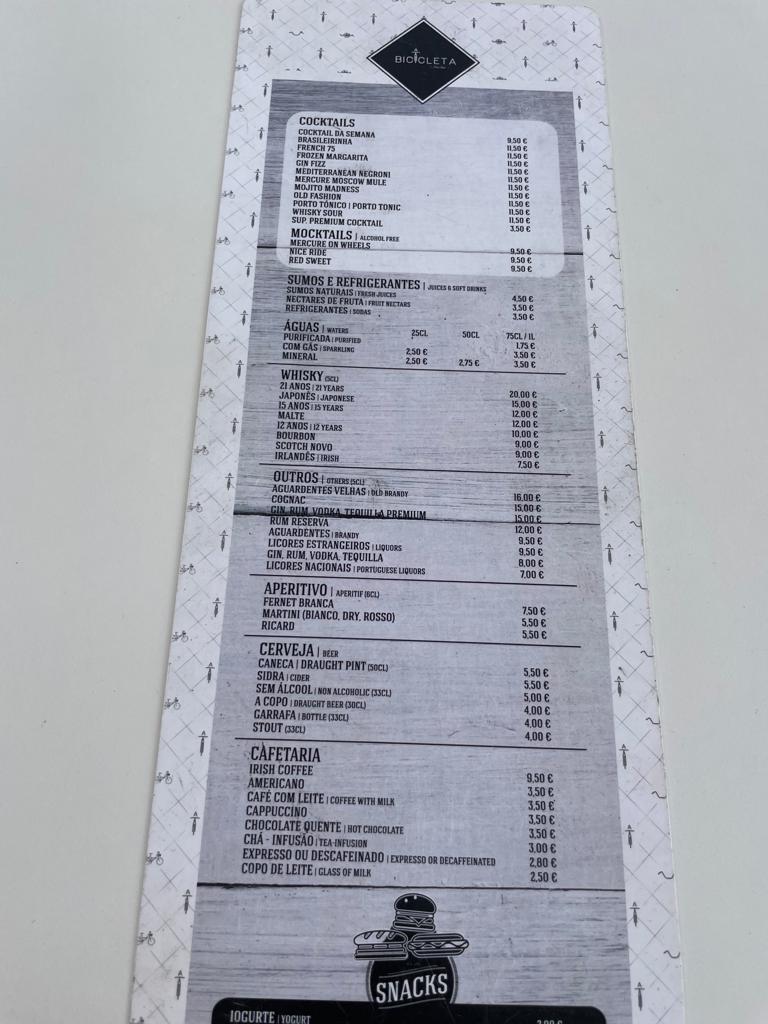 BICICLETA
COCKTAILS
COCKTAIL DA SEMANA 9,50 €
BRASILEIRINHA 11,50 €
FRENCH 75 11,50 €
FROZEN MARGARITA 11,50 €
GIN FIZZ 11,50 €
MEDITERRANEAN NEGRONI 11,50 €
MERCURE MOSCOW MULE 11,50 €
MOJITO MADNESS 11,50 €
OLD FASHION 11,50 €
PORTO TÓNICO | PORTO TONIC 11,50 €
WHISKY SOUR 11,50 €
SUP. PREMIUM COCKTAIL 3,50 €
MOCKTAILS | ALCOHOL FREE
MERCURE ON WHEELS 9,50 €
NICE RIDE 9,50 €
RED SWEET 9,50 €
SUMOS E REFRIGERANTES | JUICES & SOFT DRINKS
SUMOS NATURAIS | FRESH JUICES 4,50 €
NECTARES DE FRUTA | FRUIT NECTARS 3,50 €
REFRIGERANTES | SODAS 3,50 €
ÁGUAS | WATERS 25CL 50CL 75CL / 1L
PURIFICADA | PURIFIED 1,75 €
COM GÁS | SPARKLING 2,50 € 3,50 €
MINERAL 2,50 € 2,75 € 3,50 €
WHISKY (5CL)
21 ANOS | 21 YEARS 20,00 €
JAPONÊS | JAPONESE 15,00 €
15 ANOS | 15 YEARS 12,00 €
MALTE 12,00 €
12 ANOS | 12 YEARS 10,00 €
BOURBON 9,00 €
SCOTCH NOVO 9,00 €
IRLANDÊS | IRISH 7,50 €
OUTROS | OTHERS (5CL)
AGUARDENTES VELHAS | OLD BRANDY 16,00 €
COGNAC 15,00 €
GIN, RUM, VODKA, TEQUILLA PREMIUM 15,00 €
RUM RESERVA 12,00 €
AGUARDENTES | BRANDY 9,50 €
LICORES ESTRANGEIROS | LIQUORS 9,50 €
GIN, RUM, VODKA, TEQUILLA 8,00 €
LICORES NACIONAIS | PORTUGUESE LIQUORS 7,00 €
APERITIVO | APERITIF (6CL)
FERNET BRANCA 7,50 €
MARTINI (BIANCO, DRY, ROSSO) 5,50 €
RICARD 5,50 €
CERVEJA | BEER
CANECA | DRAUGHT PINT (50CL) 5,50 €
SIDRA | CIDER 5,50 €
SEM ÁLCOOL | NON ALCOHOLIC (33CL) 5,00 €
A COPO | DRAUGHT BEER (30CL) 4,00 €
GARRAFA | BOTTLE (33CL) 4,00 €
STOUT (33CL) 4,00 €
CAFETARIA
IRISH COFFEE 9,50 €
AMERICANO 3,50 €
CAFÉ COM LEITE | COFFEE WITH MILK 3,50 €
CAPPUCCINO 3,50 €
CHOCOLATE QUENTE | HOT CHOCOLATE 3,50 €
CHÁ - INFUSÃO | TEA-INFUSION 3,00 €
EXPRESSO OU DESCAFEINADO | EXPRESSO OR DECAFFEINATED 2,80 €
COPO DE LEITE | GLASS OF MILK 2,50 €
SNACKS
IOGURTE | YOGURT